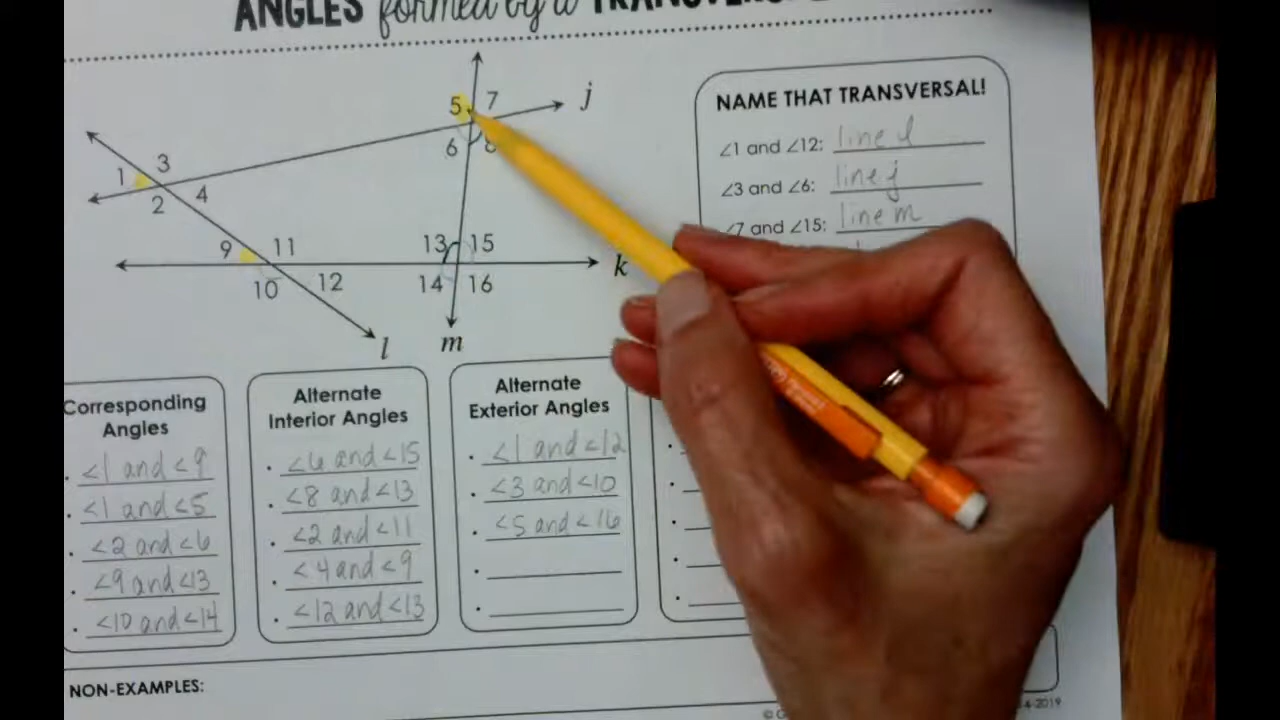 ANGLES formed by a
NAME THAT TRANSVERSAL!
∠1 and ∠12: line l
∠3 and ∠6: line j
∠7 and ∠15: line m
5 7 j
6 8
1 3
2 4
9 11 13 15 k
10 12 14 16
l m
Corresponding
Angles
<1 and <9
<1 and <5
<2 and <6
<9 and <13
<10 and <14
Alternate
Interior Angles
<6 and <15
<8 and <13
<2 and <11
<4 and <9
<12 and <13
Alternate
Exterior Angles
<1 and <12
<3 and <10
<5 and <16
NON-EXAMPLES:
-2019